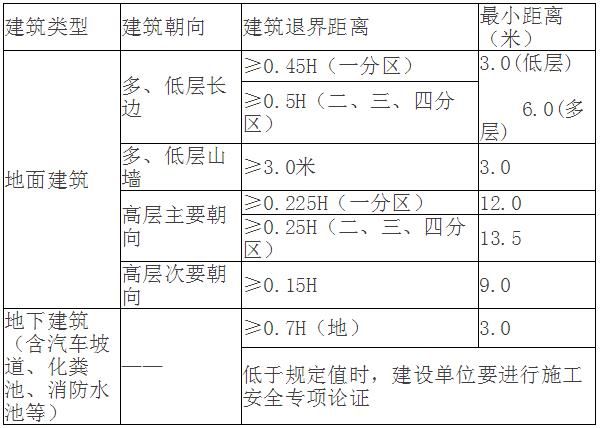 建筑类型
建筑朝向
建筑退界距离
最小距离
（米）
地面建筑
多、低层长
边
≥0.45H（一分区）
≥0.5H（二、三、四分
区）
3.0(低层)
6.0(多
层)
多、低层山
墙
≥3.0米
3.0
高层主要朝
向
≥0.225H（一分区）
12.0
≥0.25H（二、三、四分
区）
13.5
高层次要朝
向
≥0.15H
9.0
地下建筑
（含汽车坡
道、化粪
池、消防水
池等）
——
≥0.7H（地）
3.0
低于规定值时，建设单位要进行施工
安全专项论证